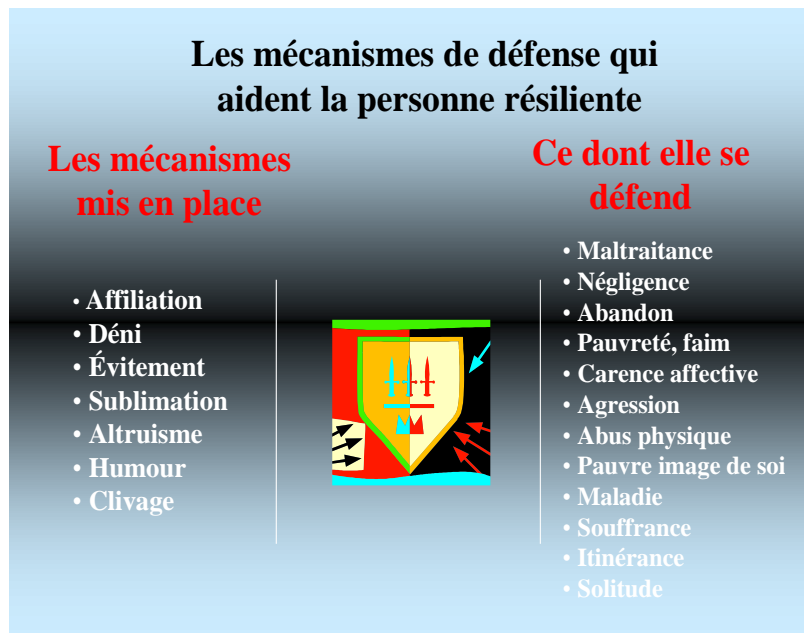 Les mécanismes de défense qui
aident la personne résiliente
Les mécanismes
mis en place
• Affiliation
• Déni
• Évitement
• Sublimation
• Altruisme
• Humour
• Clivage
Ce dont elle se
défend
• Maltraitance
• Négligence
• Abandon
• Pauvreté, faim
• Carence affective
• Agression
• Abus physique
• Pauvre image de soi
• Maladie
• Souffrance
• Itinérance
• Solitude